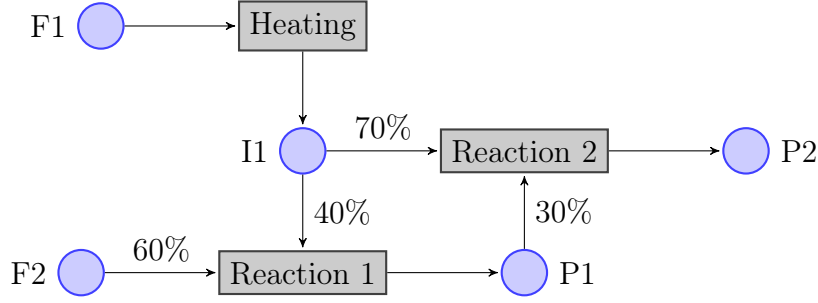 F1
Heating
I1
70%
Reaction 2
P2
40%
30%
F2
60%
Reaction 1
P1